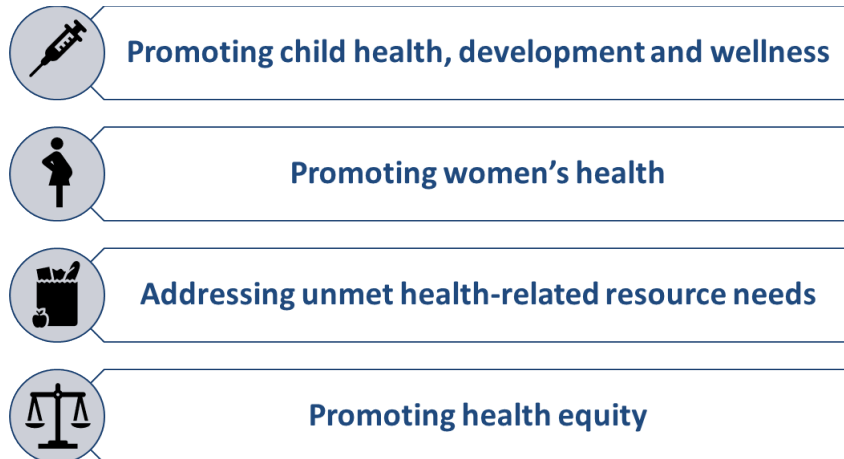 Promoting child health, development and wellness
Promoting women’s health
Addressing unmet health-related resource needs
Promoting health equity